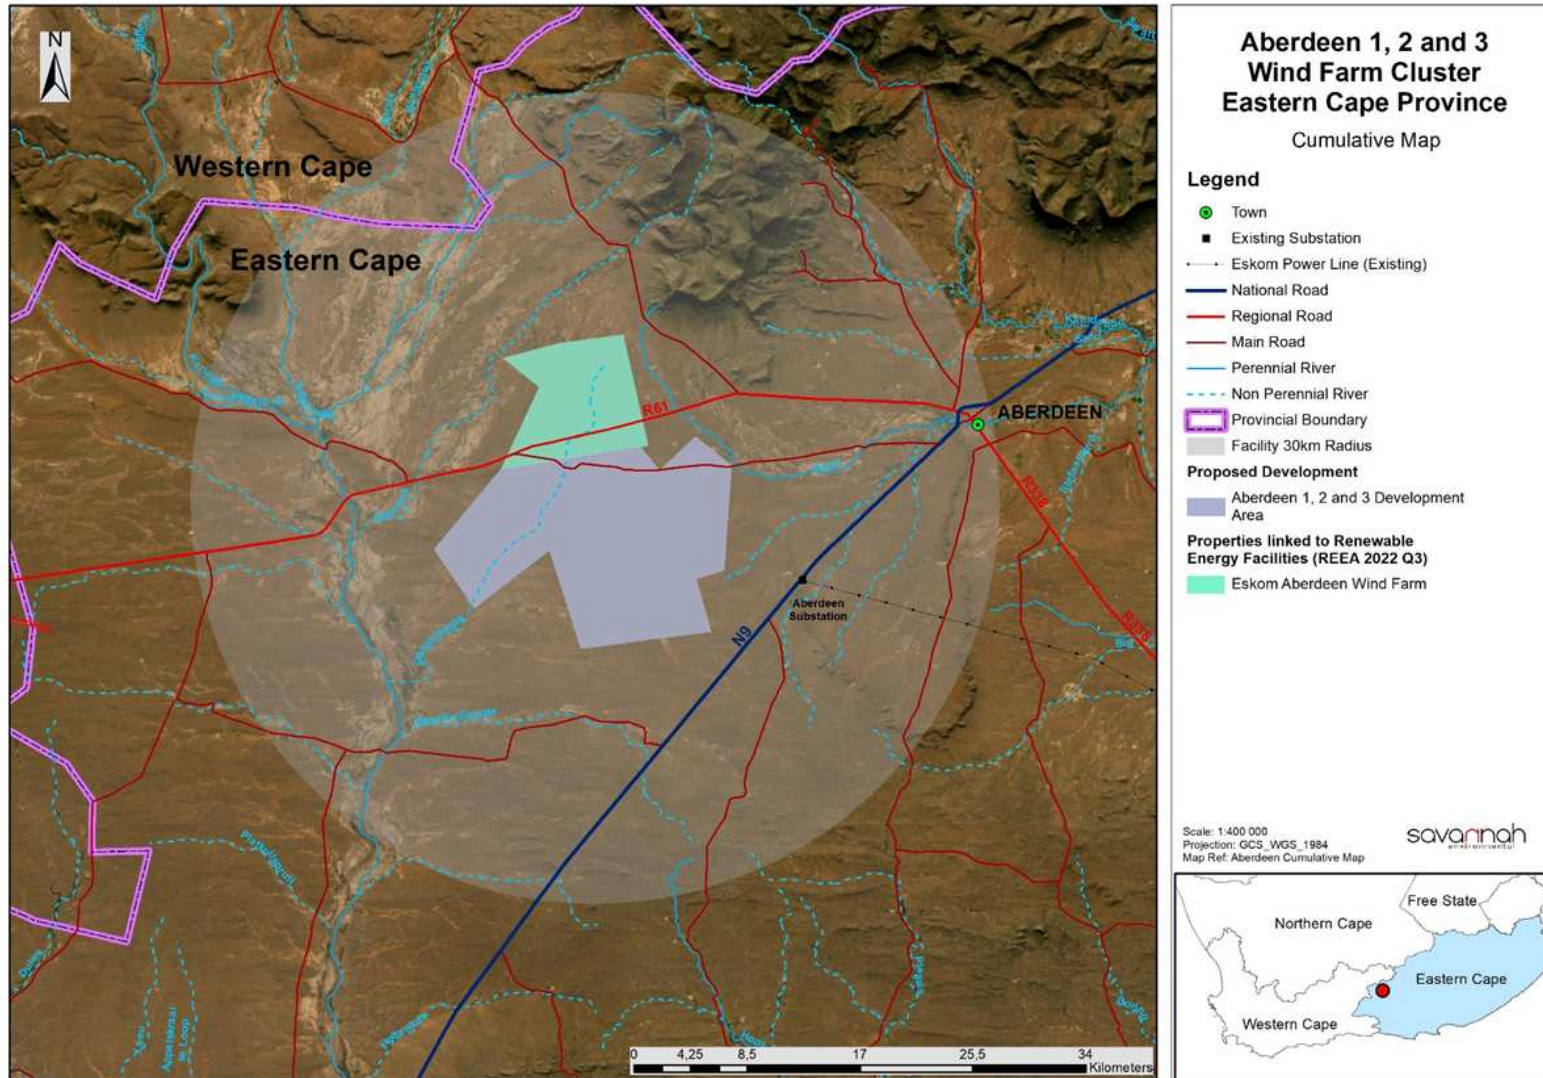 N
Western Cape
Eastern Cape
R61
ABERDEEN
R338
R338
N9
Aberdeen
Substation
0 4,25 8,5 17 25,5 34
Kilometers
Aberdeen 1, 2 and 3
Wind Farm Cluster
Eastern Cape Province
Cumulative Map
Legend
Town
Existing Substation
Eskom Power Line (Existing)
National Road
Regional Road
Main Road
Perennial River
Non Perennial River
Provincial Boundary
Facility 30km Radius
Proposed Development
Aberdeen 1, 2 and 3 Development
Area
Properties linked to Renewable
Energy Facilities (REEA 2022 Q3)
Eskom Aberdeen Wind Farm
Scale: 1:400 000
Projection: GCS_WGS_1984
Map Ref: Aberdeen Cumulative Map
savannah
environmental
Free State
Northern Cape
Eastern Cape
Western Cape